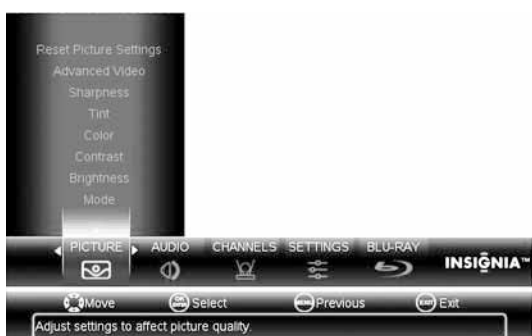 Reset Picture Settings
Advanced Video
Sharpness
Tint
Color
Contrast
Brightness
Mode
PICTURE AUDIO CHANNELS SETTINGS BLU-RAY
INSIGNIA™
Move OK ENTER Select MENU Previous EXIT Exit
Adjust settings to affect picture quality.